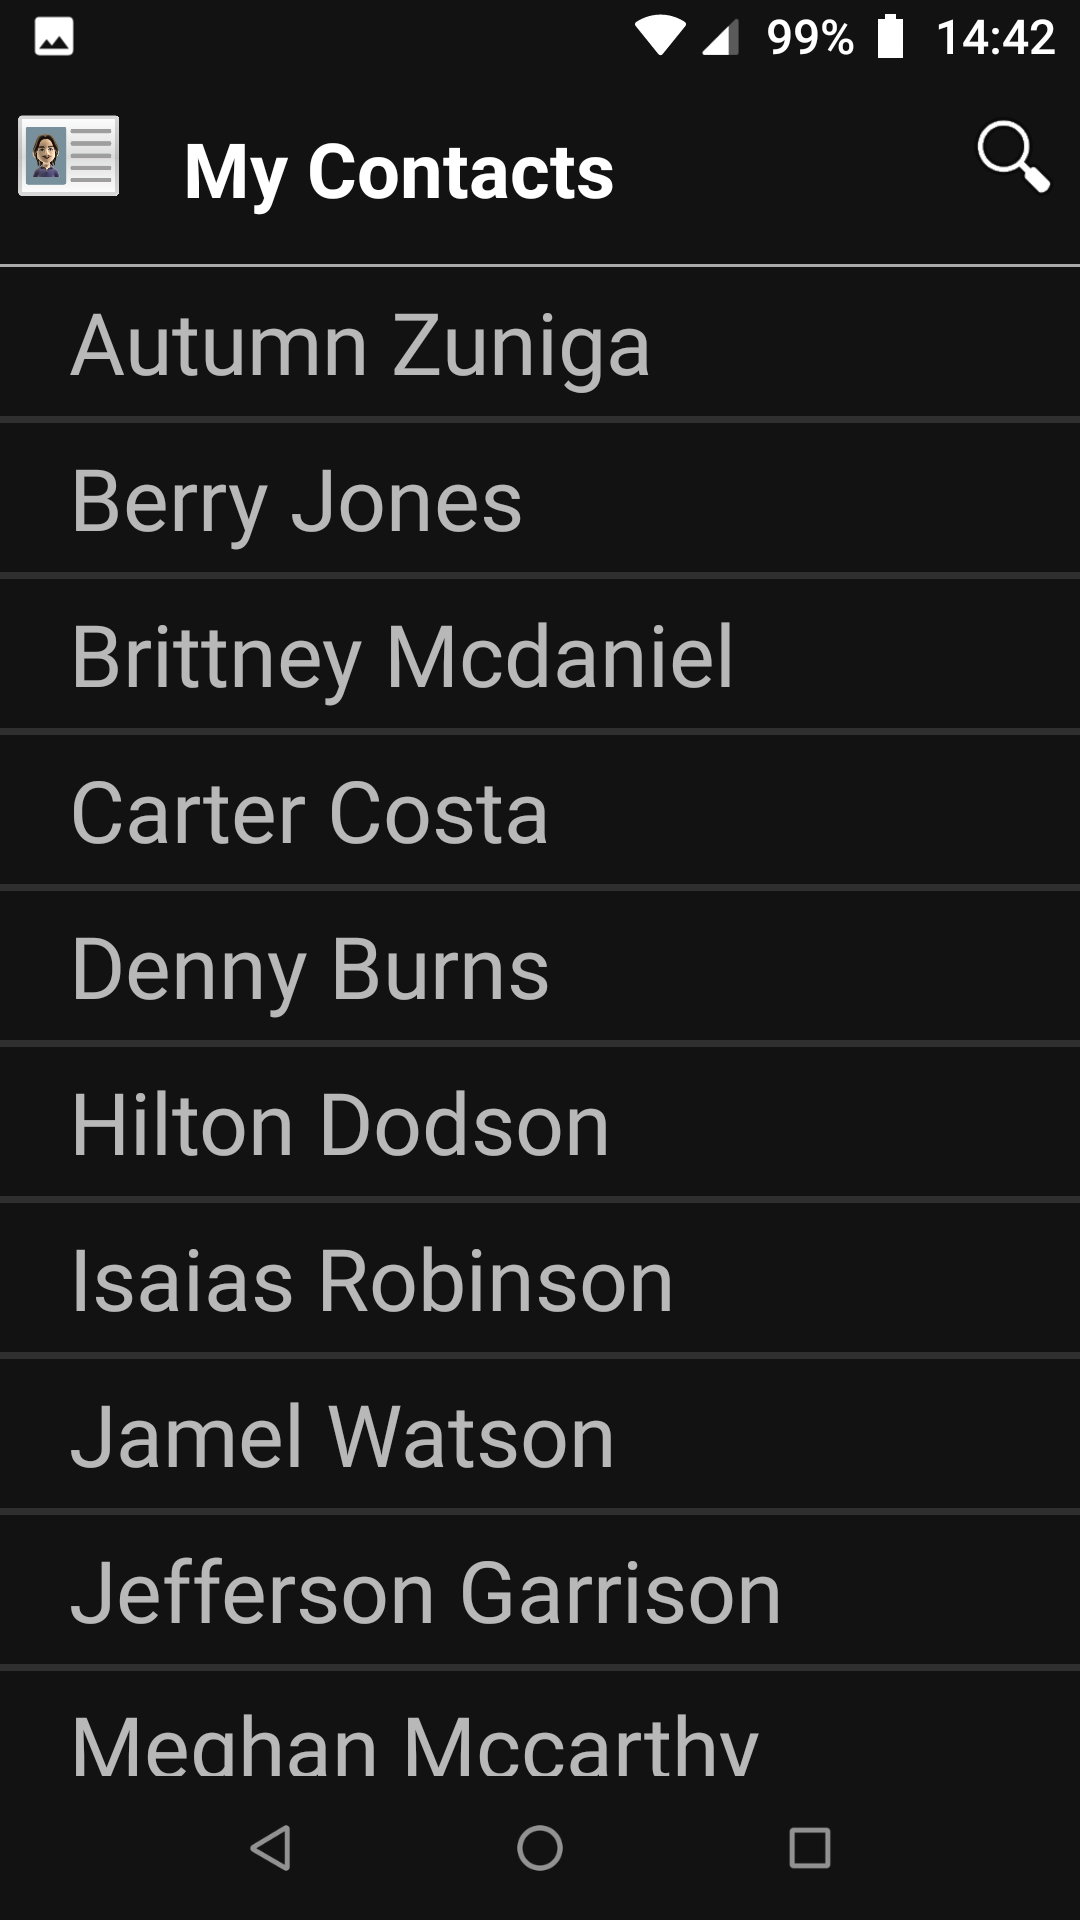 99% 14:42
My Contacts
Autumn Zuniga
Berry Jones
Brittney Mcdaniel
Carter Costa
Denny Burns
Hilton Dodson
Isaias Robinson
Jamel Watson
Jefferson Garrison
Meghan Mccarthy